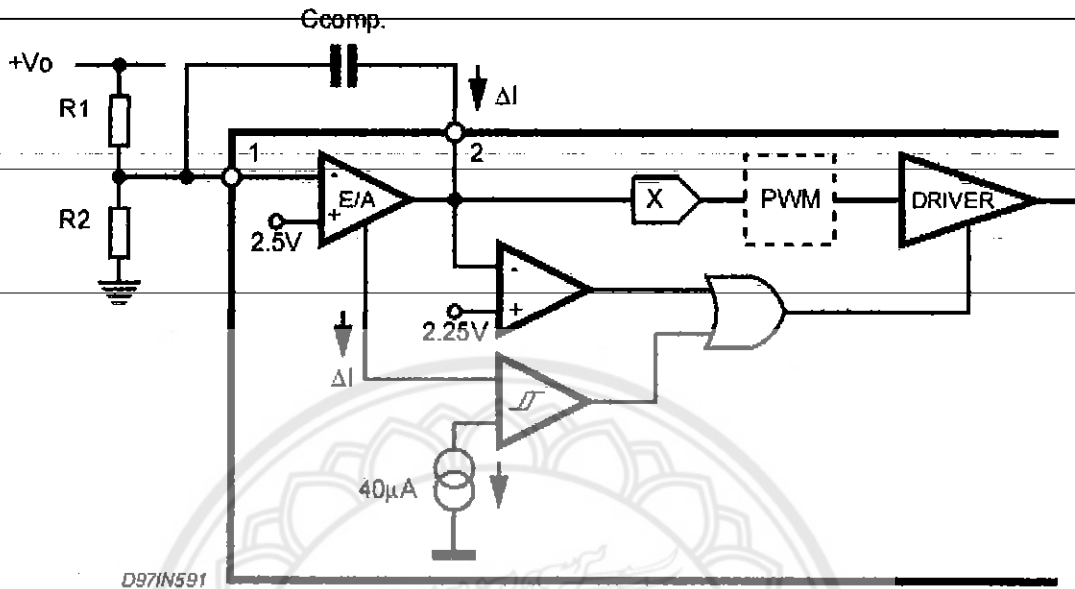 Ccomp.
+Vo
ΔI
R1
1
2
-
E/A
+
X
PWM
DRIVER
R2
2.5V
-
+
2.25V
ΔI
40µA
D97IN591